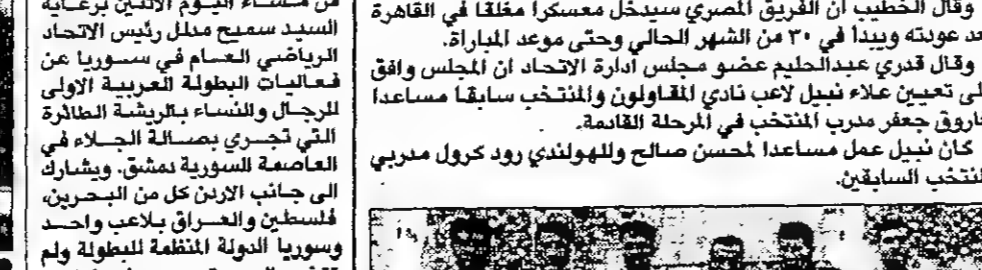 وقال الخطيب ان الفريق المصري سيدخل معسكرا مغلقا في القاهرة
عد عودته ويبدا في ٣٠ من الشهر الحالي وحتى موعد المباراة.
وقال قدري عبدالحليم عضو مجلس ادارة الاتحاد ان المجلس وافق
لى تعيين علاء نبيل لاعب نادي المقاولون والمنتخب سابقا مساعدا
فاروق جعفر مدرب المنتخب في المرحلة القادمة.
كان نبيل عمل مساعدا لمحسن صالح وللهولندي رود كرول مدربي
لنتخب السابقين.
من مساء اليوم الاثنين برعاية
السيد سميح مدلل رئيس الاتحاد
الرياضي العام في سوريا عن
فعاليات البطولة العربية الاولى
للرجال والنساء بالريشة الطائرة
التي تجري بصالة الجلاء في
العاصمة السورية دمشق. ويشارك
الى جانب الاردن كل من البحرين،
فلسطين والعراق بلاعب واحد
وسوريا الدولة المنظمة للبطولة ولم